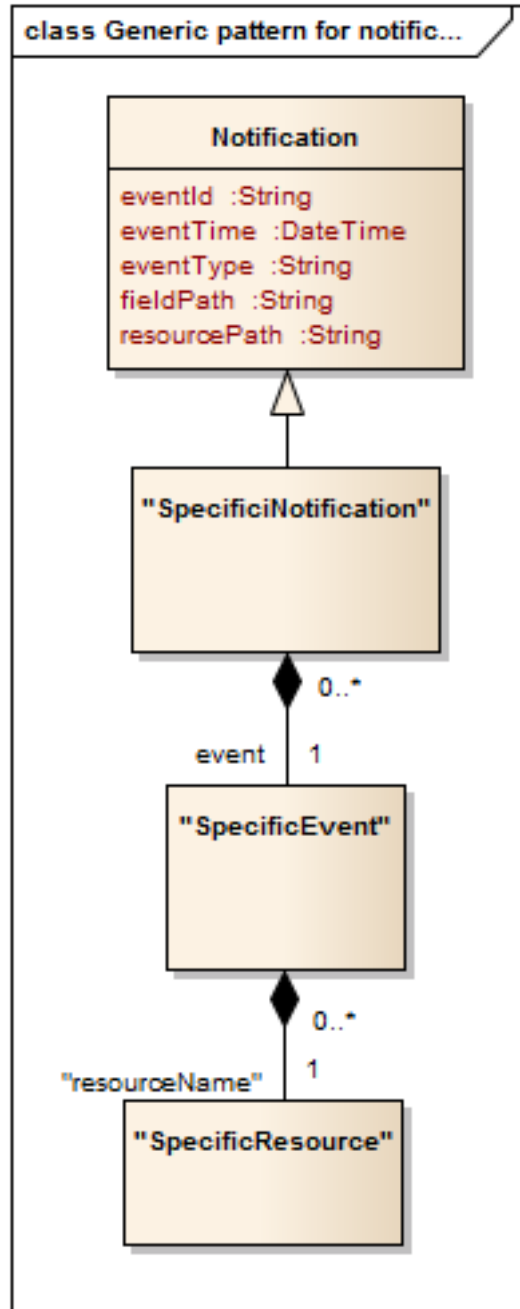 class Generic pattern for notific...
Notification
eventId :String
eventTime :DateTime
eventType :String
fieldPath :String
resourcePath :String
"SpecificiNotification"
0..*
event 1
"SpecificEvent"
0..*
1
"resourceName"
"SpecificResource"